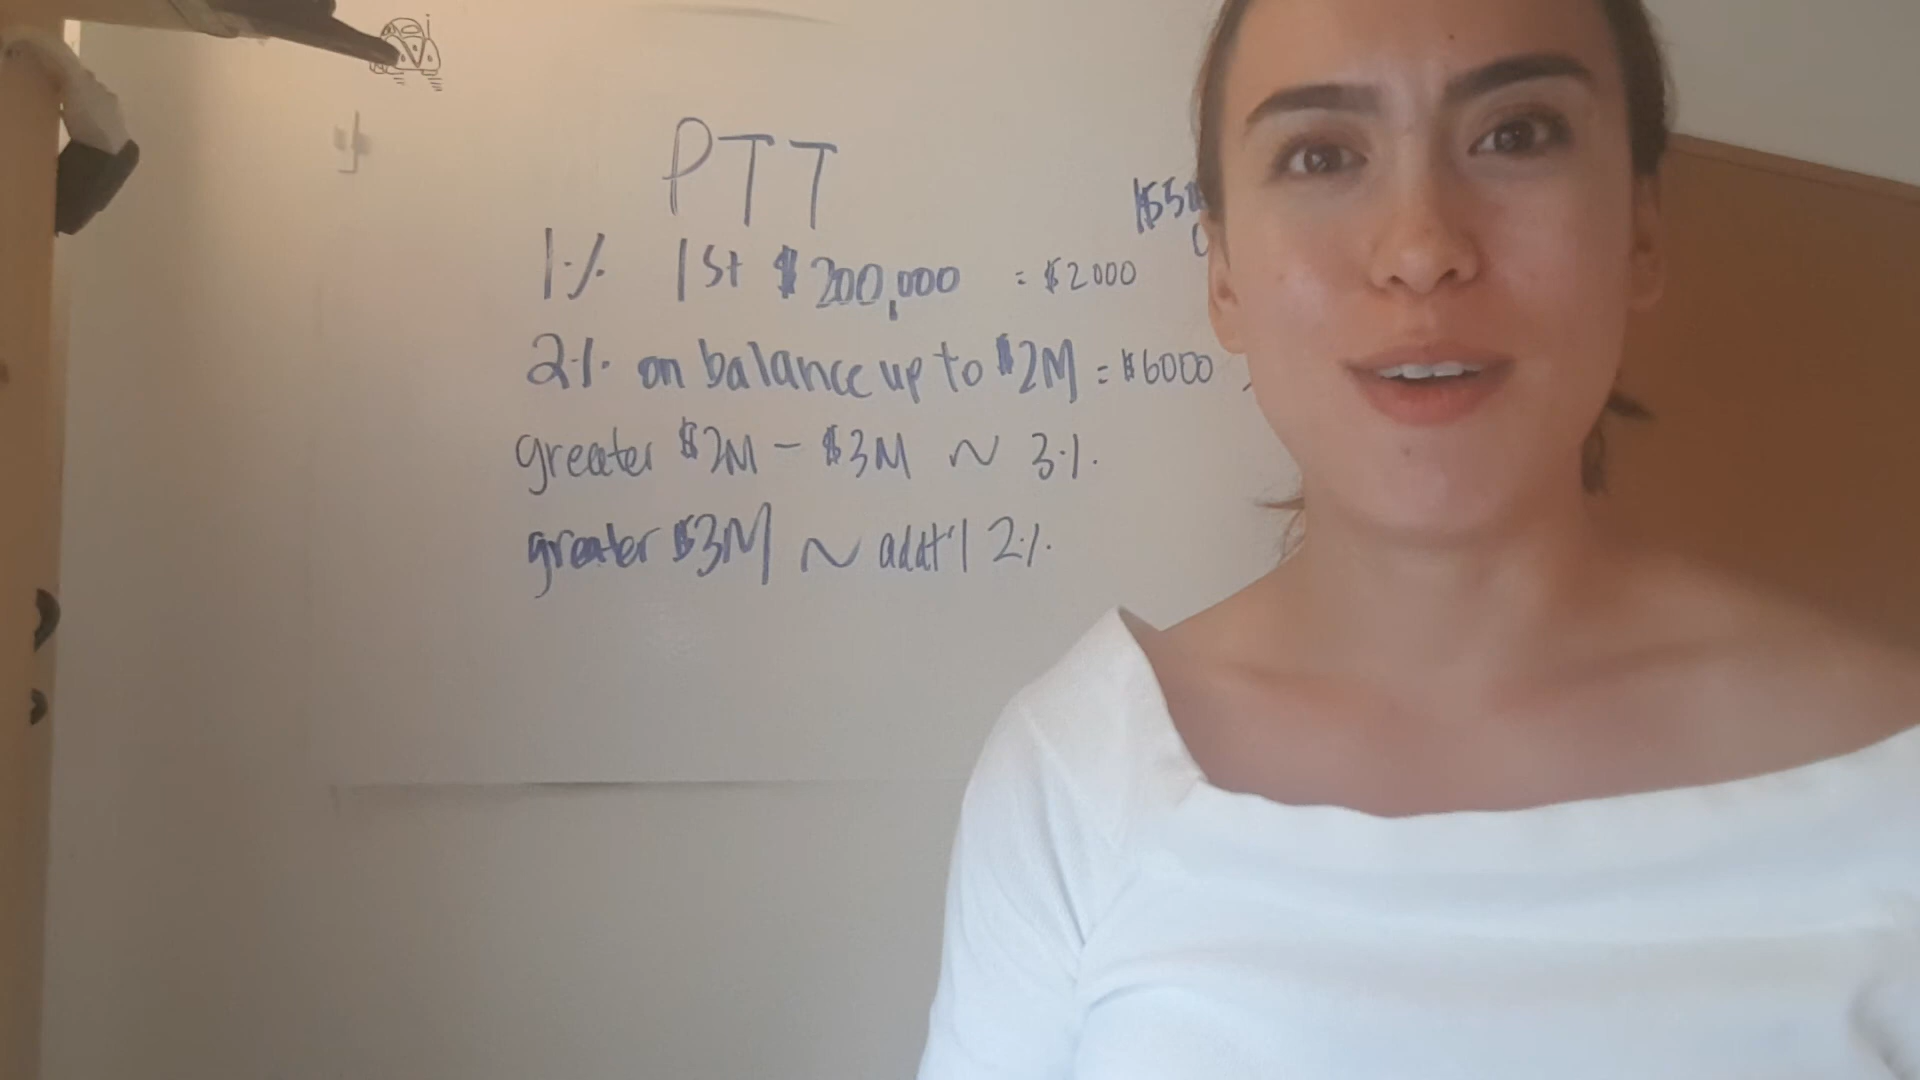 PTT
1% 1st $200,000 = $2000
2% on balance up to $2M = $6000
greater $2M - $3M ~ 3%.
greater $3M ~ addt'l 2%.